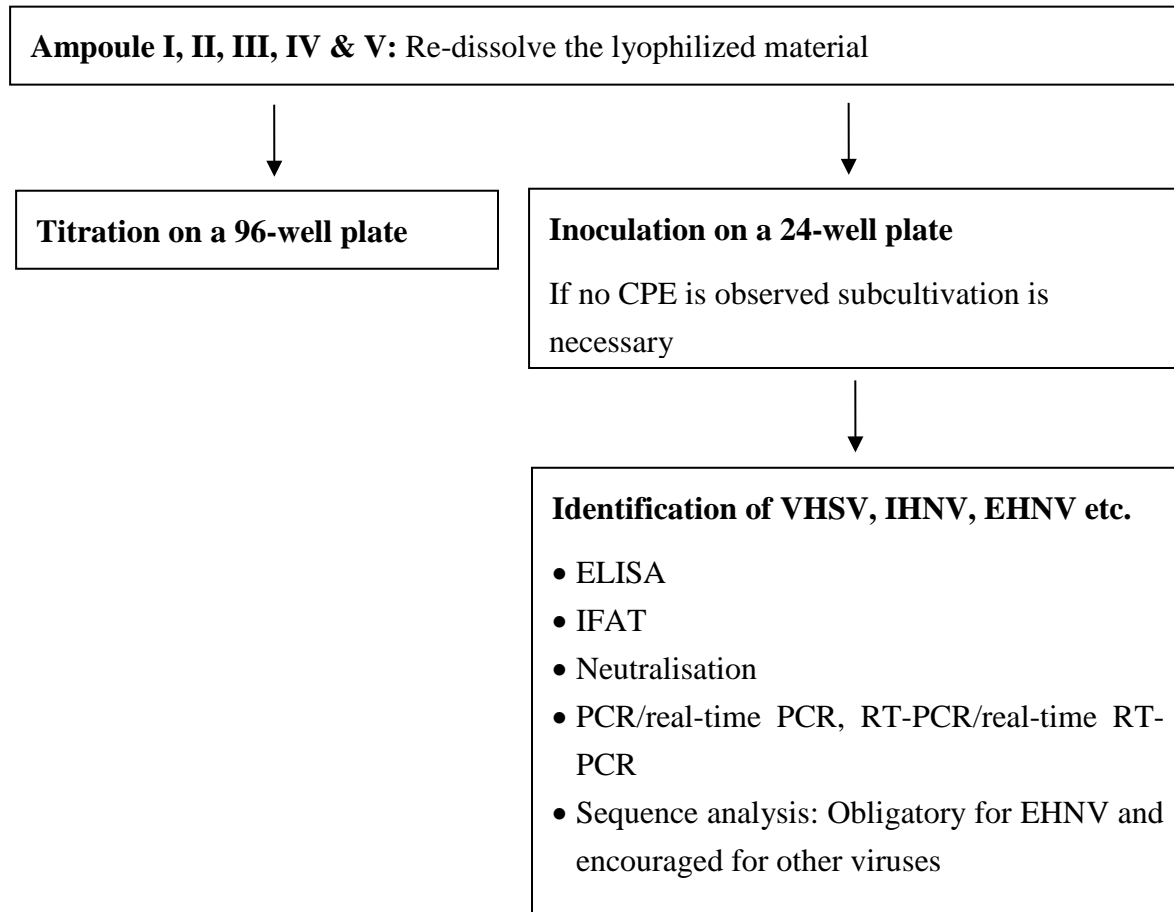 Ampoule I, II, III, IV & V: Re-dissolve the lyophilized material
Titration on a 96-well plate
Inoculation on a 24-well plate
If no CPE is observed subcultivation is
necessary
Identification of VHSV, IHNV, EHNV etc.
• ELISA
• IFAT
• Neutralisation
• PCR/real-time PCR, RT-PCR/real-time RT-
PCR
• Sequence analysis: Obligatory for EHNV and
encouraged for other viruses